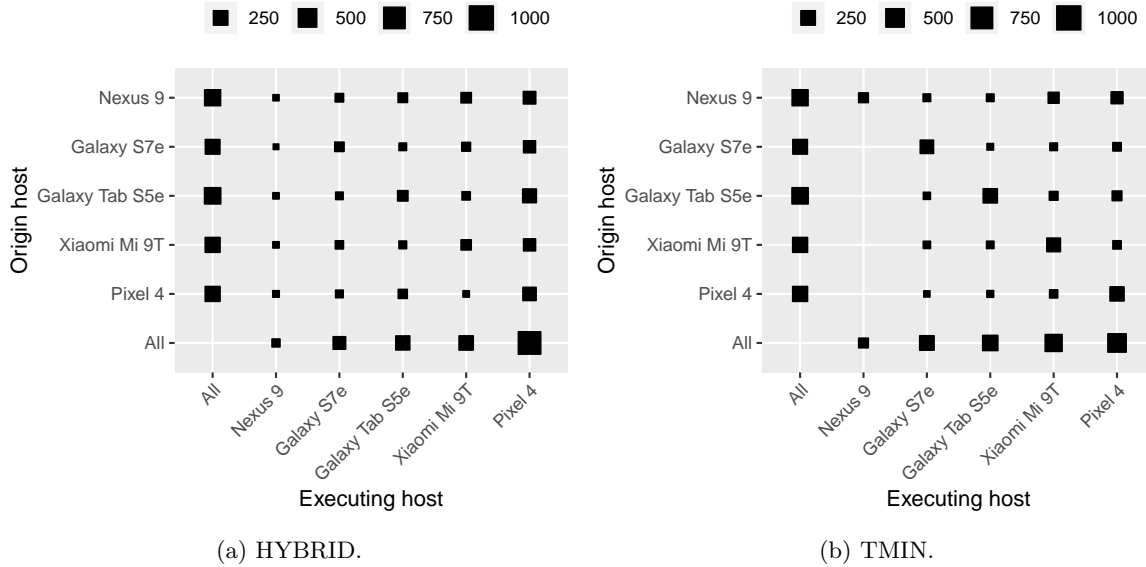 250 500 750 1000
Origin host
Nexus 9
Galaxy S7e
Galaxy Tab S5e
Xiaomi Mi 9T
Pixel 4
All
All
Nexus 9
Galaxy S7e
Galaxy Tab S5e
Xiaomi Mi 9T
Pixel 4
Executing host
(a) HYBRID.
250 500 750 1000
Origin host
Nexus 9
Galaxy S7e
Galaxy Tab S5e
Xiaomi Mi 9T
Pixel 4
All
All
Nexus 9
Galaxy S7e
Galaxy Tab S5e
Xiaomi Mi 9T
Pixel 4
Executing host
(b) TMIN.